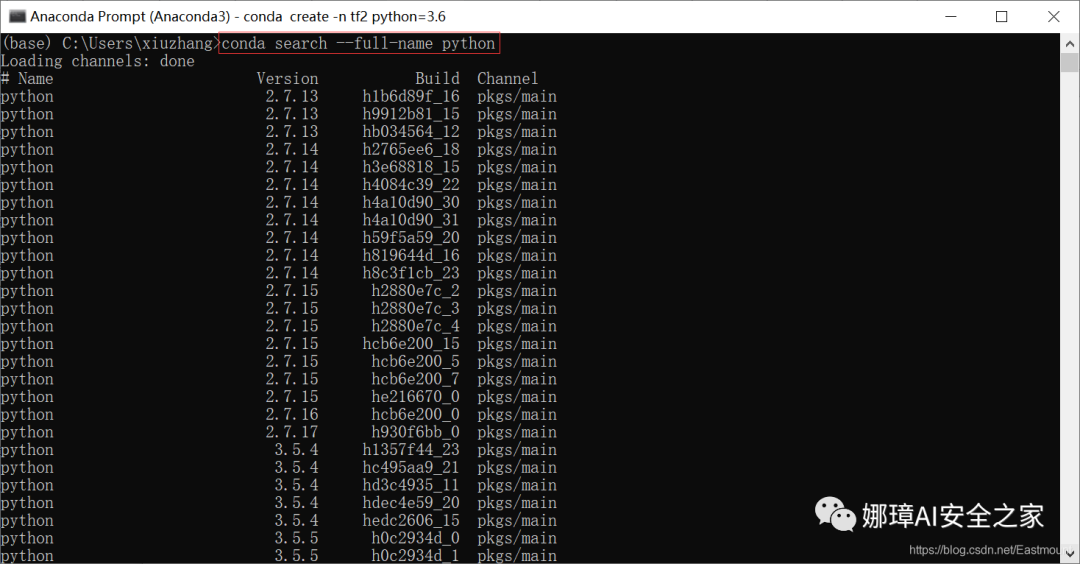 Anaconda Prompt (Anaconda3) - conda  create -n tf2 python=3.6
(base) C:\Users\xiuzhang>conda search --full-name python
Loading channels: done
# Name                       Version           Build  Channel
python                        2.7.13     h1b6d89f_16  pkgs/main
python                        2.7.13     h9912b81_15  pkgs/main
python                        2.7.13     hb034564_12  pkgs/main
python                        2.7.14     h2765ee6_18  pkgs/main
python                        2.7.14     h3e68818_15  pkgs/main
python                        2.7.14     h4084c39_22  pkgs/main
python                        2.7.14     h4a10d90_30  pkgs/main
python                        2.7.14     h4a10d90_31  pkgs/main
python                        2.7.14     h59f5a59_20  pkgs/main
python                        2.7.14     h819644d_16  pkgs/main
python                        2.7.14     h8c3f1cb_23  pkgs/main
python                        2.7.15      h2880e7c_2  pkgs/main
python                        2.7.15      h2880e7c_3  pkgs/main
python                        2.7.15      h2880e7c_4  pkgs/main
python                        2.7.15     hcb6e200_15  pkgs/main
python                        2.7.15      hcb6e200_5  pkgs/main
python                        2.7.15      hcb6e200_7  pkgs/main
python                        2.7.15      he216670_0  pkgs/main
python                        2.7.16      hcb6e200_0  pkgs/main
python                        2.7.17      h930f6bb_0  pkgs/main
python                         3.5.4     h1357f44_23  pkgs/main
python                         3.5.4     hc495aa9_21  pkgs/main
python                         3.5.4     hd3c4935_11  pkgs/main
python                         3.5.4     hdec4e59_20  pkgs/main
python                         3.5.4     hedc2606_15  pkgs/main
python                         3.5.5      h0c2934d_0  pkgs/main
python                         3.5.5      h0c2934d_1  pkgs/main
娜璋AI安全之家
https://blog.csdn.net/Eastmou